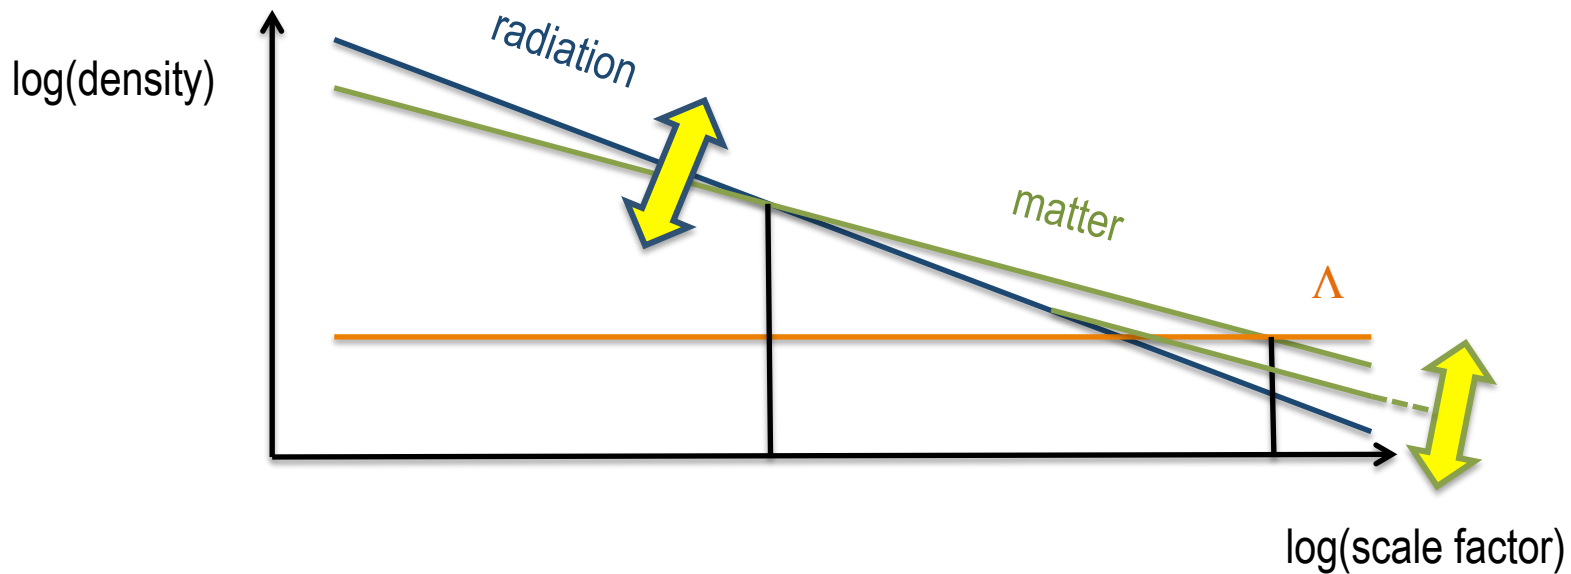 radiation
log(density)
matter
Λ
log(scale factor)